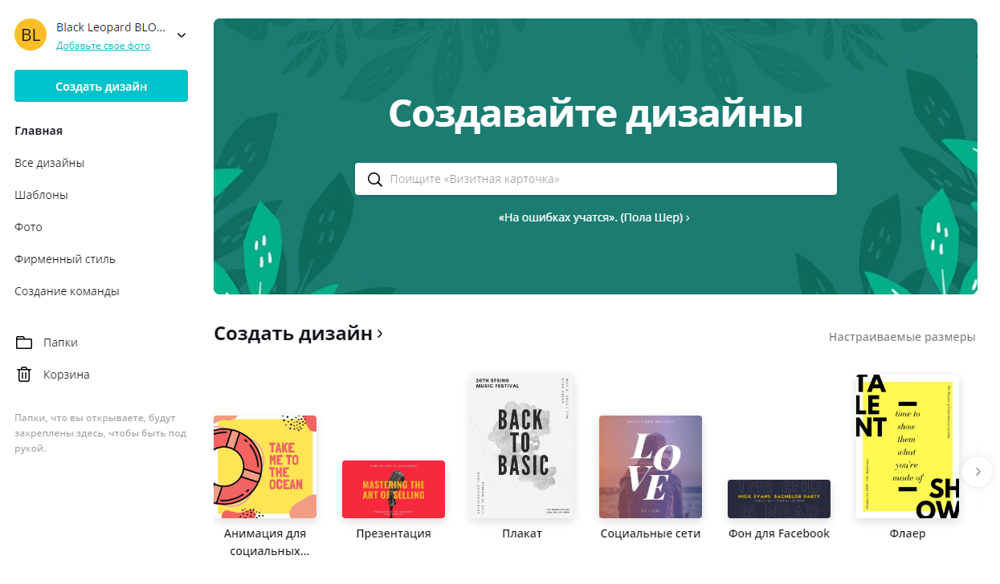 BL
Black Leopard BLO...
Добавьте свое фото
Создать дизайн
Главная
Все дизайны
Шаблоны
Фото
Фирменный стиль
Создание команды
Папки
Корзина
Папки, что вы открываете, будут
закреплены здесь, чтобы быть под
рукой.
Создавайте дизайны
Поищите «Визитная карточка»
«На ошибках учатся». (Пола Шер) ›
Создать дизайн ›
Настраиваемые размеры
TAKE
ME TO
THE
OCEAN
Анимация для
социальных...
MASTERING THE
ART OF SELLING
Презентация
20TH SPRING
MUSIC FESTIVAL
BACK
TO
BASIC
Плакат
LOVE
Социальные сети
THE END
NICK EVANS' BACHELOR PARTY
Фон для Facebook
TA
LE
NT
time to
show
them
what
you're
made of
SH
OW
Флаер